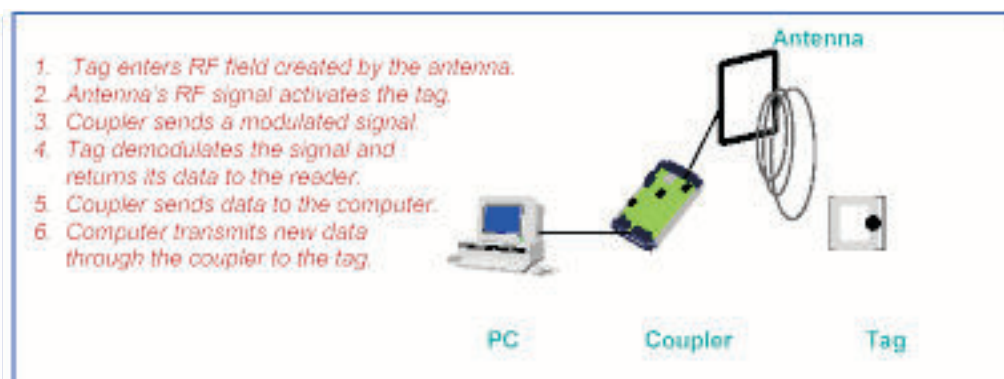 Antenna
1. Tag enters RF field created by the antenna.
2. Antenna's RF signal activates the tag.
3. Coupler sends a modulated signal
4. Tag demodulates the signal and
returns its data to the reader.
5. Coupler sends data to the computer.
6. Computer transmits new data
through the coupler to the tag.
PC
Coupler
Tag